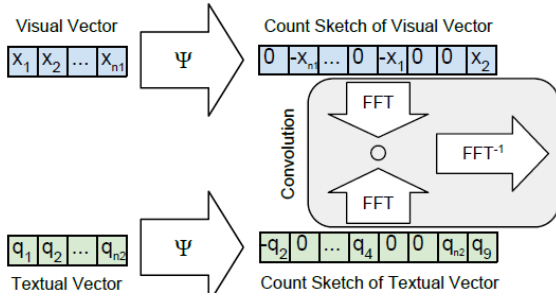 Visual Vector
Count Sketch of Visual Vector
x1 x2 ... xn1
Ψ
0 -xn1 ... 0 -x1 0 0 x2
FFT
Convolution
FFT-1
FFT
q1 q2 ... qn2
Ψ
-q2 0 ... q4 0 0 qn2 q9
Textual Vector
Count Sketch of Textual Vector